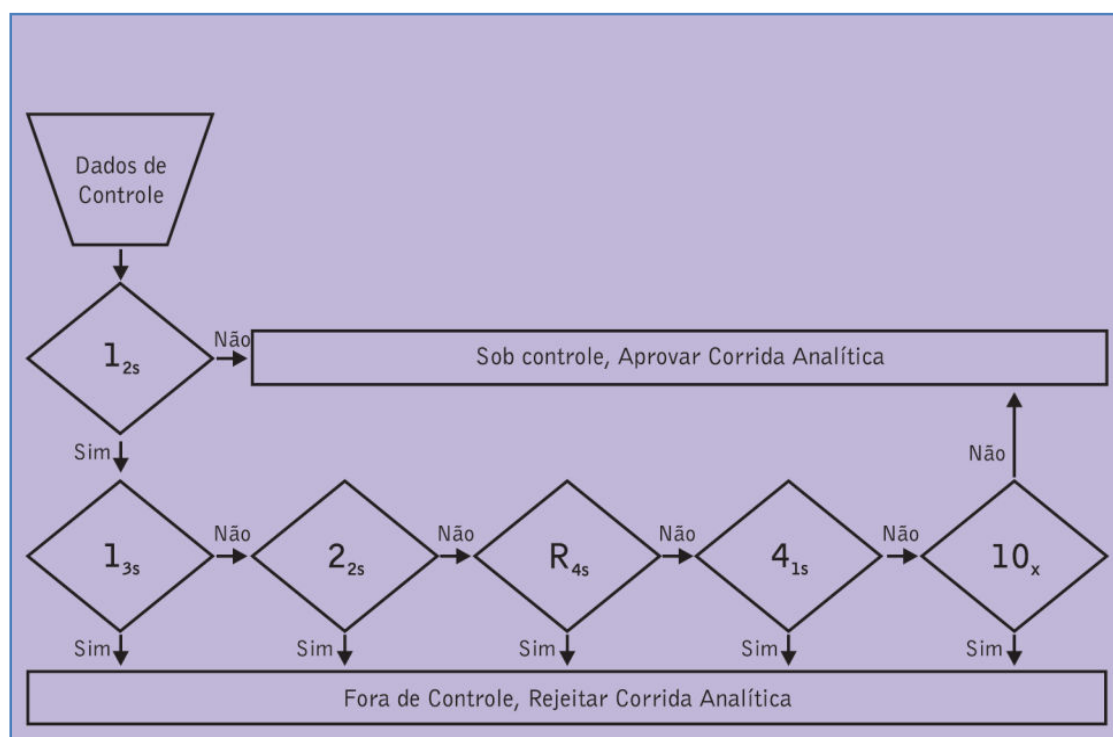 Dados de
Controle
1₂ₛ
Não
Sob controle, Aprovar Corrida Analítica
Sim
Não
1₃ₛ
Não
2₂ₛ
Não
R₄ₛ
Não
4₁ₛ
Não
10ₓ
Sim
Sim
Sim
Sim
Sim
Fora de Controle, Rejeitar Corrida Analítica